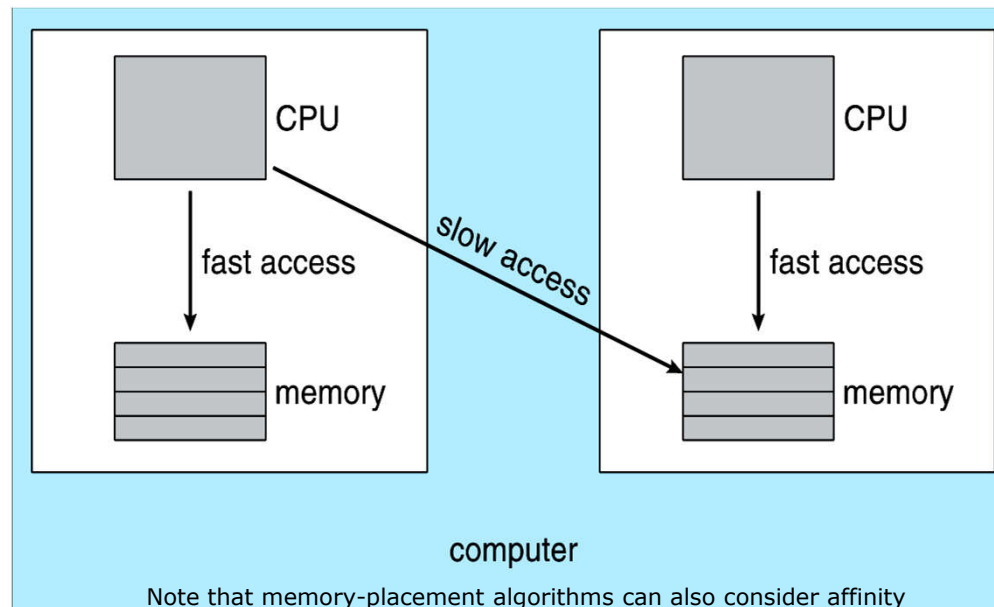 CPU
CPU
slow access
fast access
fast access
memory
memory
computer
Note that memory-placement algorithms can also consider affinity